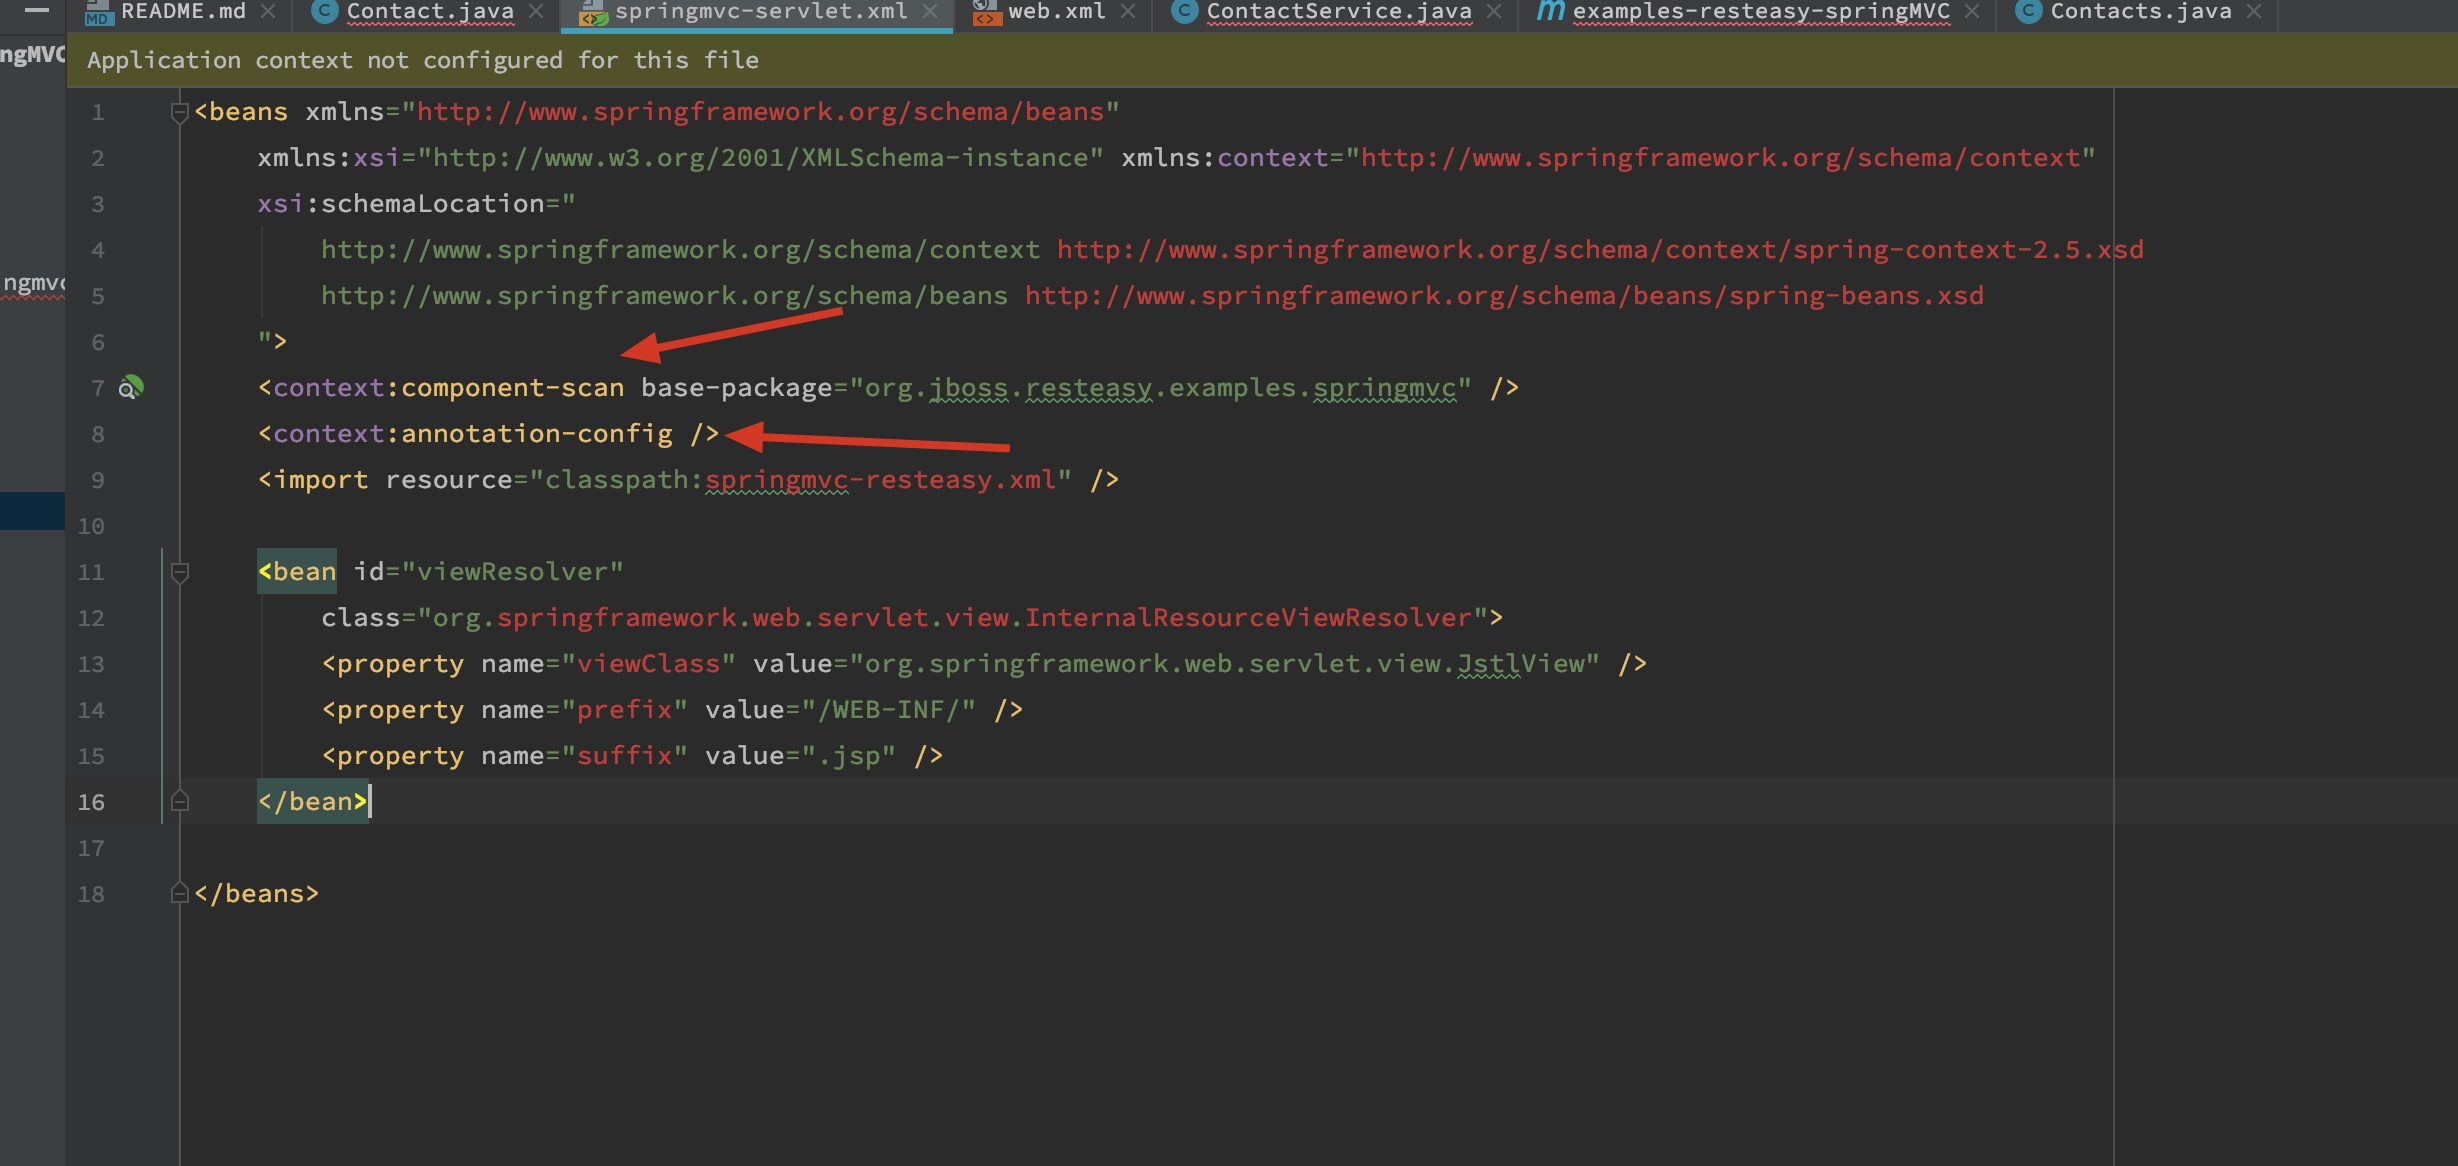 README.md Contact.java springmvc-servlet.xml web.xml ContactService.java examples-resteasy-springMVC Contacts.java
ngMVC
Application context not configured for this file
1 <beans xmlns="http://www.springframework.org/schema/beans"
2 xmlns:xsi="http://www.w3.org/2001/XMLSchema-instance" xmlns:context="http://www.springframework.org/schema/context"
3 xsi:schemaLocation="
4 http://www.springframework.org/schema/context http://www.springframework.org/schema/context/spring-context-2.5.xsd
ngmvc
5 http://www.springframework.org/schema/beans http://www.springframework.org/schema/beans/spring-beans.xsd
6 ">
7 <context:component-scan base-package="org.jboss.resteasy.examples.springmvc" />
8 <context:annotation-config />
9 <import resource="classpath:springmvc-resteasy.xml" />
10
11 <bean id="viewResolver"
12 class="org.springframework.web.servlet.view.InternalResourceViewResolver">
13 <property name="viewClass" value="org.springframework.web.servlet.view.JstlView" />
14 <property name="prefix" value="/WEB-INF/" />
15 <property name="suffix" value=".jsp" />
16 </bean>
17
18 </beans>